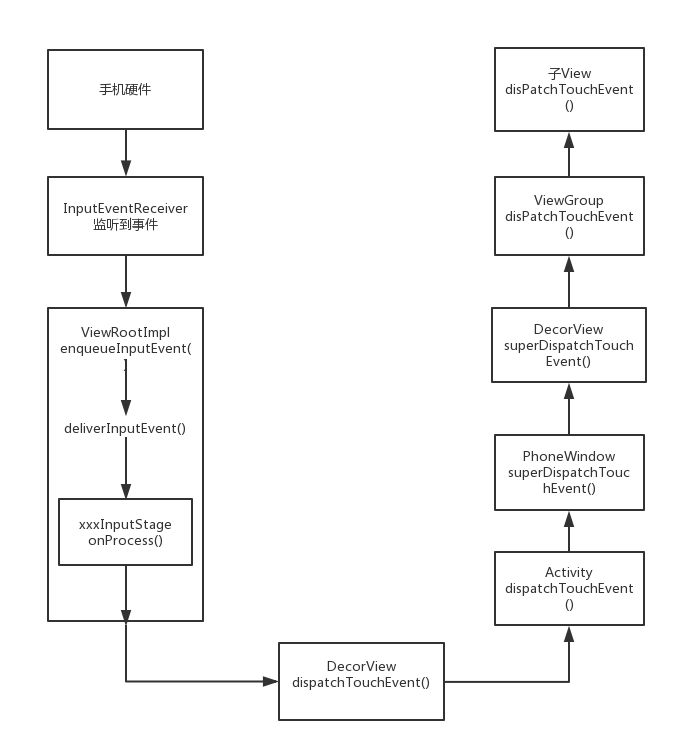 手机硬件
InputEventReceiver
监听到事件
ViewRootImpl
enqueueInputEvent(
)
deliverInputEvent()
xxxInputStage
onProcess()
DecorView
dispatchTouchEvent()
Activity
dispatchTouchEvent
()
PhoneWindow
superDispatchTouc
hEvent()
DecorView
superDispatchTouch
Event()
ViewGroup
disPatchTouchEvent
()
子View
disPatchTouchEvent
()